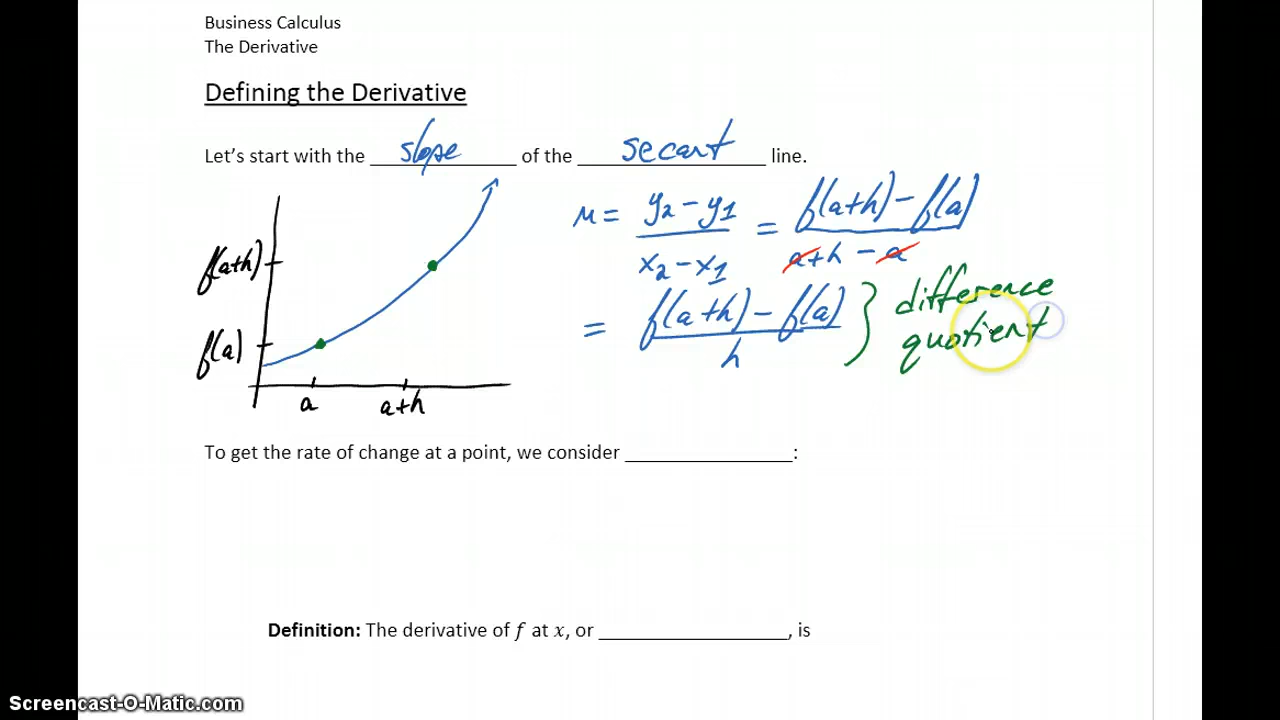 Business Calculus
The Derivative
Defining the Derivative
Let's start with the slope of the secant line.
m = y2 - y1 / x2 - x1 = f(a+h) - f(a) / a+h - a
= f(a+h) - f(a) / h } difference quotient
f(a+h)
f(a)
a a+h
To get the rate of change at a point, we consider ________________:
Definition: The derivative of f at x, or __________________, is
Screencast-O-Matic.com